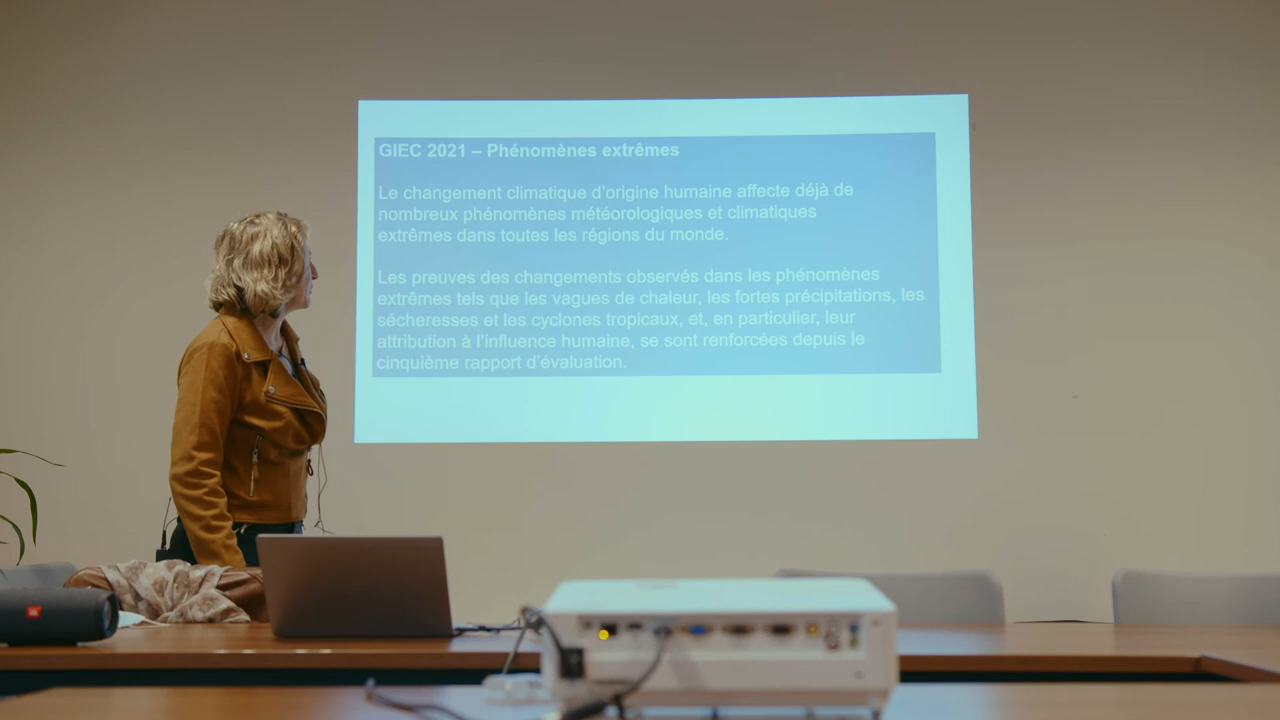 GIEC 2021 – Phénomènes extrêmes
Le changement climatique d'origine humaine affecte déjà de
nombreux phénomènes météorologiques et climatiques
extrêmes dans toutes les régions du monde.
Les preuves des changements observés dans les phénomènes
extrêmes tels que les vagues de chaleur, les fortes précipitations, les
sécheresses et les cyclones tropicaux, et, en particulier, leur
attribution à l'influence humaine, se sont renforcées depuis le
cinquième rapport d'évaluation.
JBL